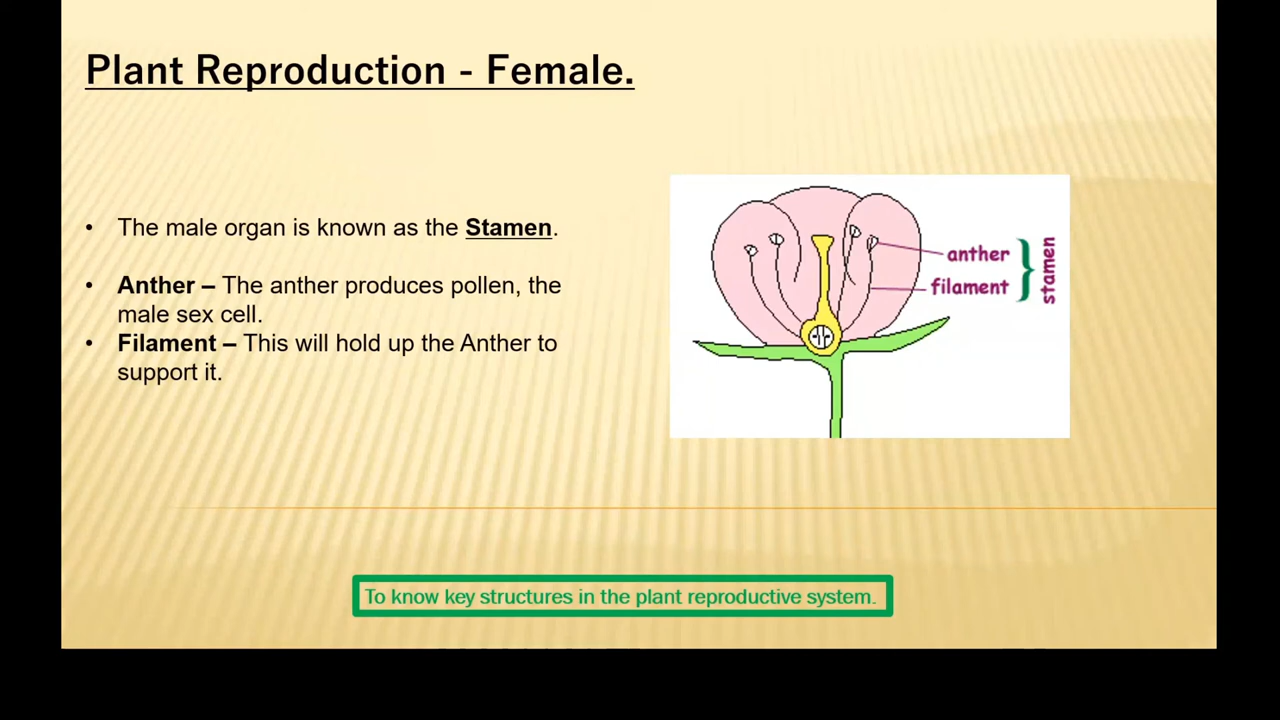 Plant Reproduction - Female.
• The male organ is known as the Stamen.
• Anther – The anther produces pollen, the
male sex cell.
• Filament – This will hold up the Anther to
support it.
anther
filament
stamen
To know key structures in the plant reproductive system.